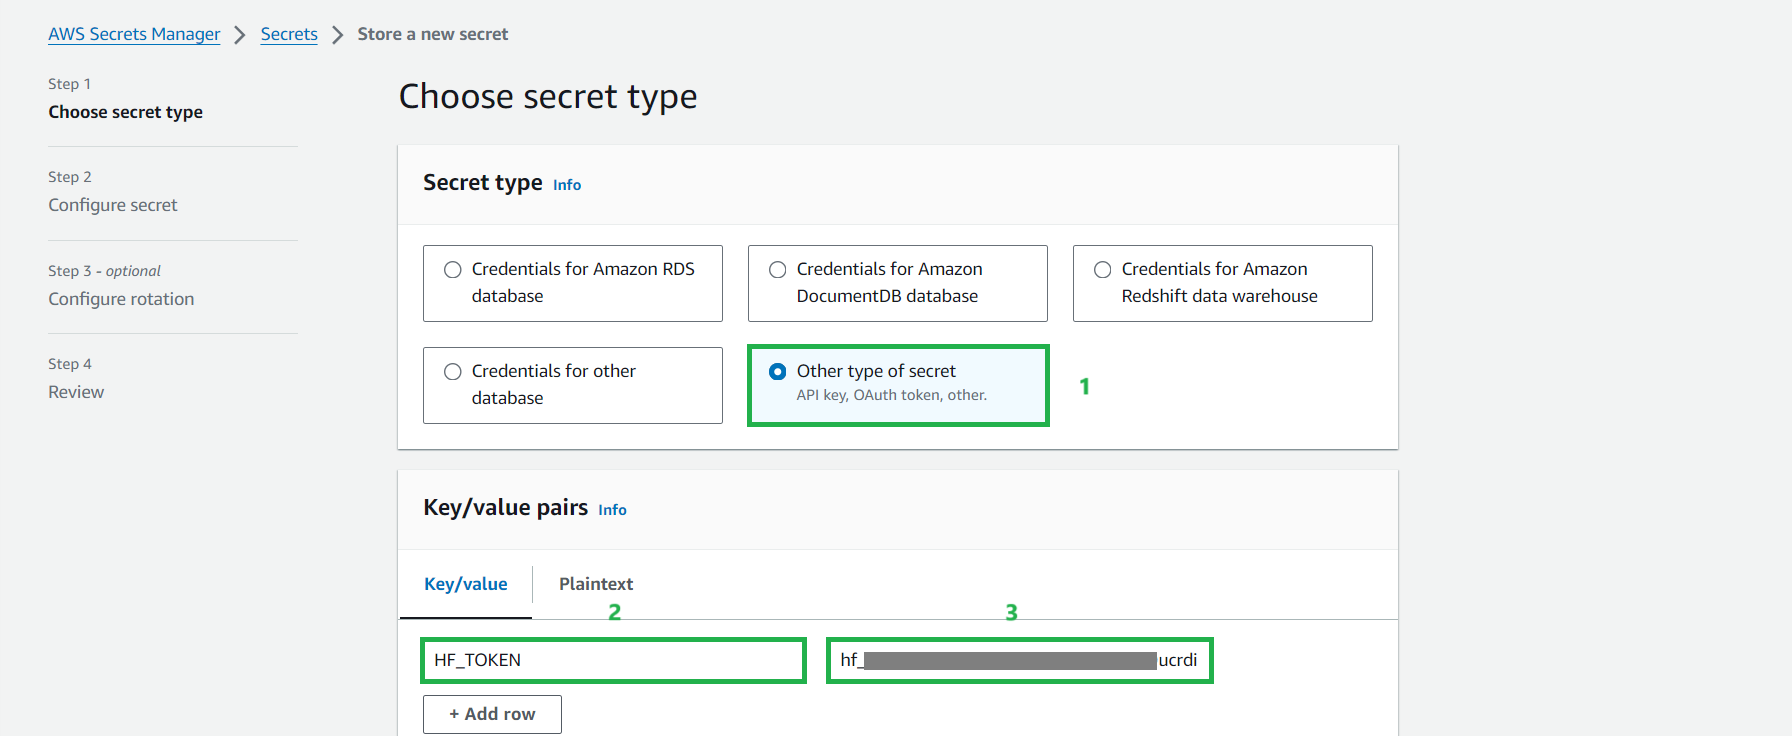 AWS Secrets Manager > Secrets > Store a new secret
Step 1
Choose secret type
Step 2
Configure secret
Step 3 - optional
Configure rotation
Step 4
Review
Choose secret type
Secret type Info
Credentials for Amazon RDS
database
Credentials for Amazon
DocumentDB database
Credentials for Amazon
Redshift data warehouse
Credentials for other
database
Other type of secret
API key, OAuth token, other.
1
Key/value pairs Info
Key/value
Plaintext
2
3
HF_TOKEN
hf_ ucrdi
+ Add row